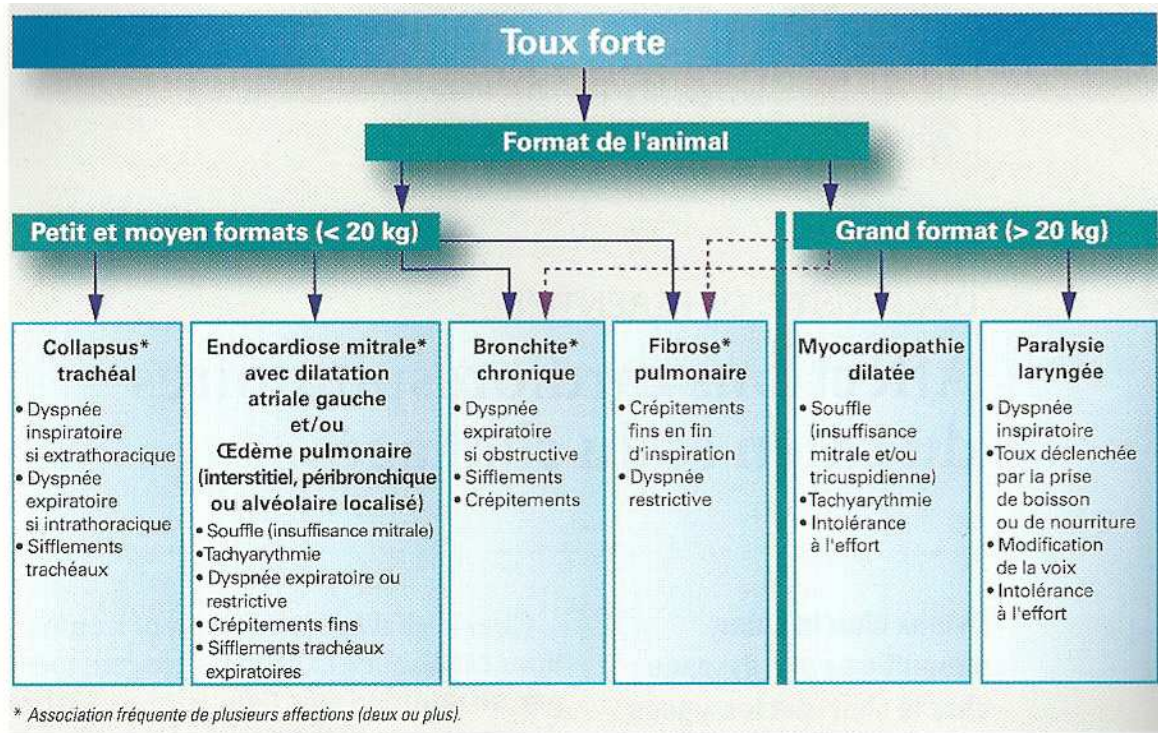 Toux forte
Format de l'animal
Petit et moyen formats (< 20 kg)
Grand format (> 20 kg)
Collapsus*
trachéal
• Dyspnée
inspiratoire
si extrathoracique
• Dyspnée
expiratoire
si intrathoracique
• Sifflements
trachéaux
Endocardiose mitrale*
avec dilatation
atriale gauche
et/ou
Œdème pulmonaire
(interstitiel, péribronchique
ou alvéolaire localisé)
• Souffle (insuffisance mitrale)
• Tachyarythmie
• Dyspnée expiratoire ou
restrictive
• Crépitements fins
• Sifflements trachéaux
expiratoires
Bronchite*
chronique
• Dyspnée
expiratoire
si obstructive
• Sifflements
• Crépitements
Fibrose*
pulmonaire
• Crépitements
fins en fin
d'inspiration
• Dyspnée
restrictive
Myocardiopathie
dilatée
• Souffle
(insuffisance
mitrale et/ou
tricuspidienne)
• Tachyarythmie
• Intolérance
à l'effort
Paralysie
laryngée
• Dyspnée
inspiratoire
• Toux déclenchée
par la prise
de boisson
ou de nourriture
• Modification
de la voix
• Intolérance
à l'effort
* Association fréquente de plusieurs affections (deux ou plus).